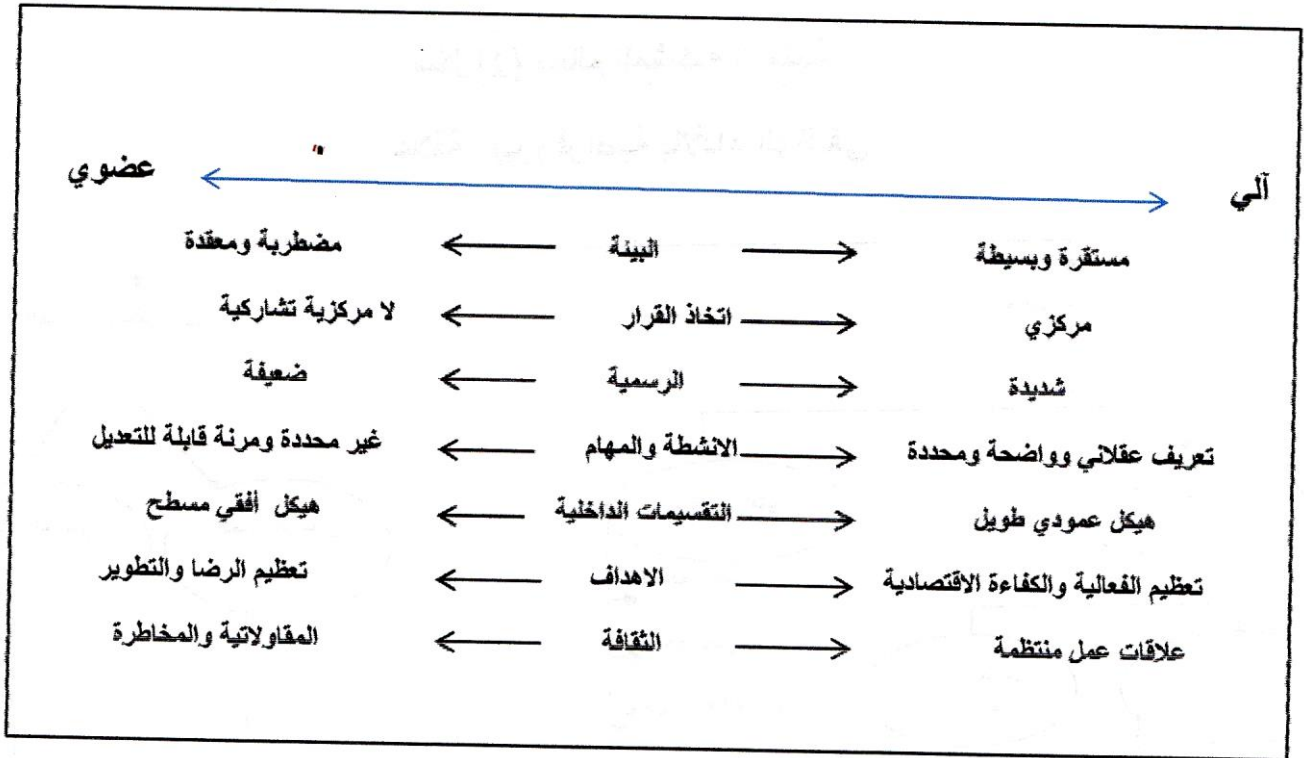 آلي عضوي
مستقرة وبسيطة البيئة مضطربة ومعقدة
مركزي اتخاذ القرار لا مركزية تشاركية
شديدة الرسمية ضعيفة
تعريف عقلاني وواضحة ومحددة الانشطة والمهام غير محددة ومرنة قابلة للتعديل
هيكل عمودي طويل التقسيمات الداخلية هيكل أفقي مسطح
تعظيم الفعالية والكفاءة الاقتصادية الاهداف تعظيم الرضا والتطوير
علاقات عمل منتظمة الثقافة المقاولاتية والمخاطرة